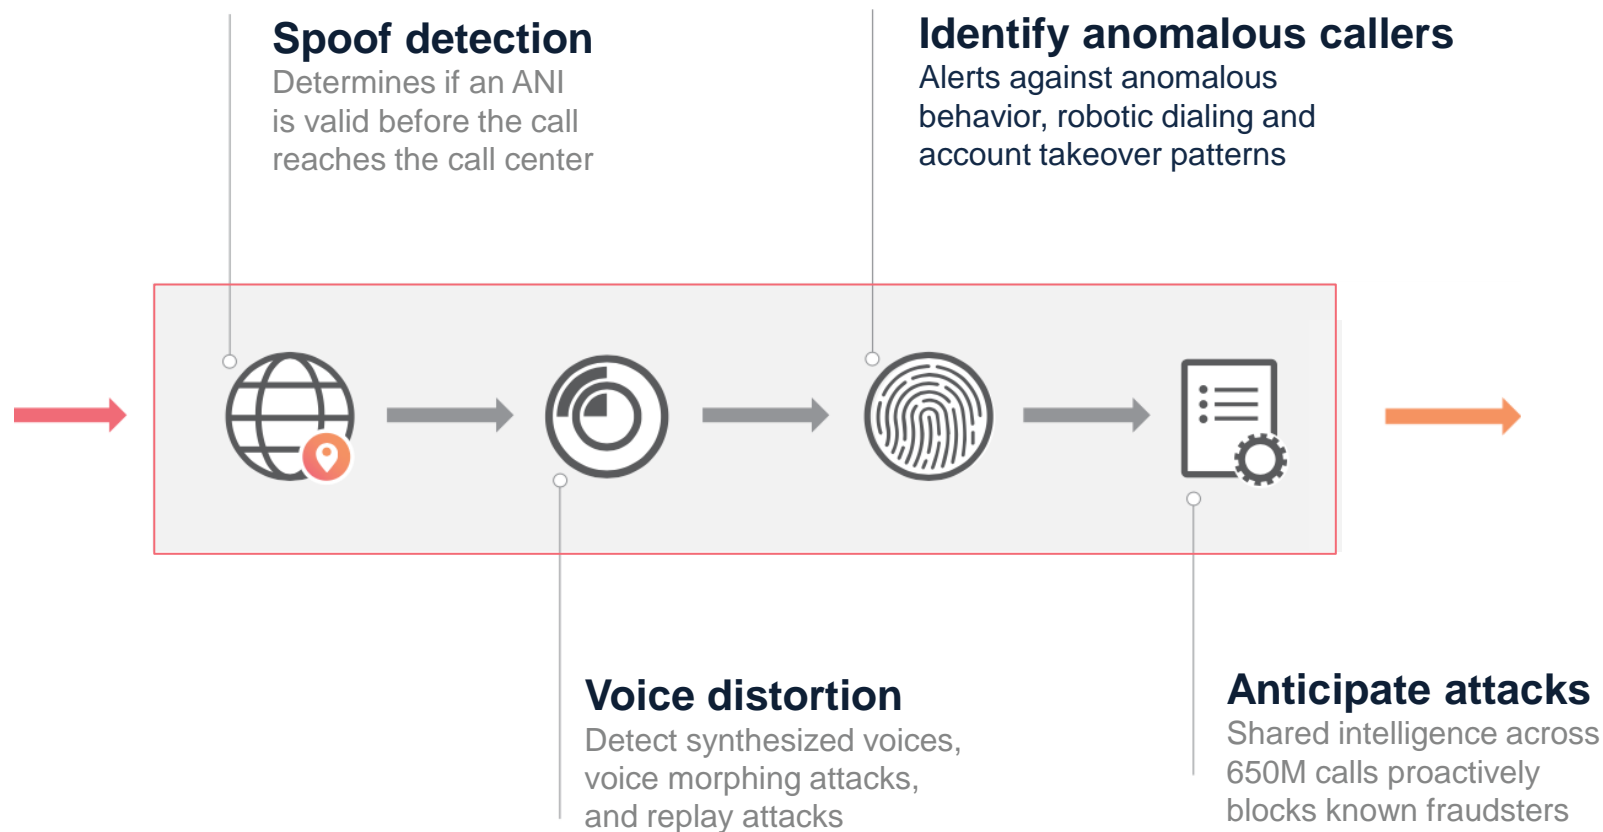 Spoof detection
Determines if an ANI
is valid before the call
reaches the call center
Identify anomalous callers
Alerts against anomalous
behavior, robotic dialing and
account takeover patterns
Voice distortion
Detect synthesized voices,
voice morphing attacks,
and replay attacks
Anticipate attacks
Shared intelligence across
650M calls proactively
blocks known fraudsters